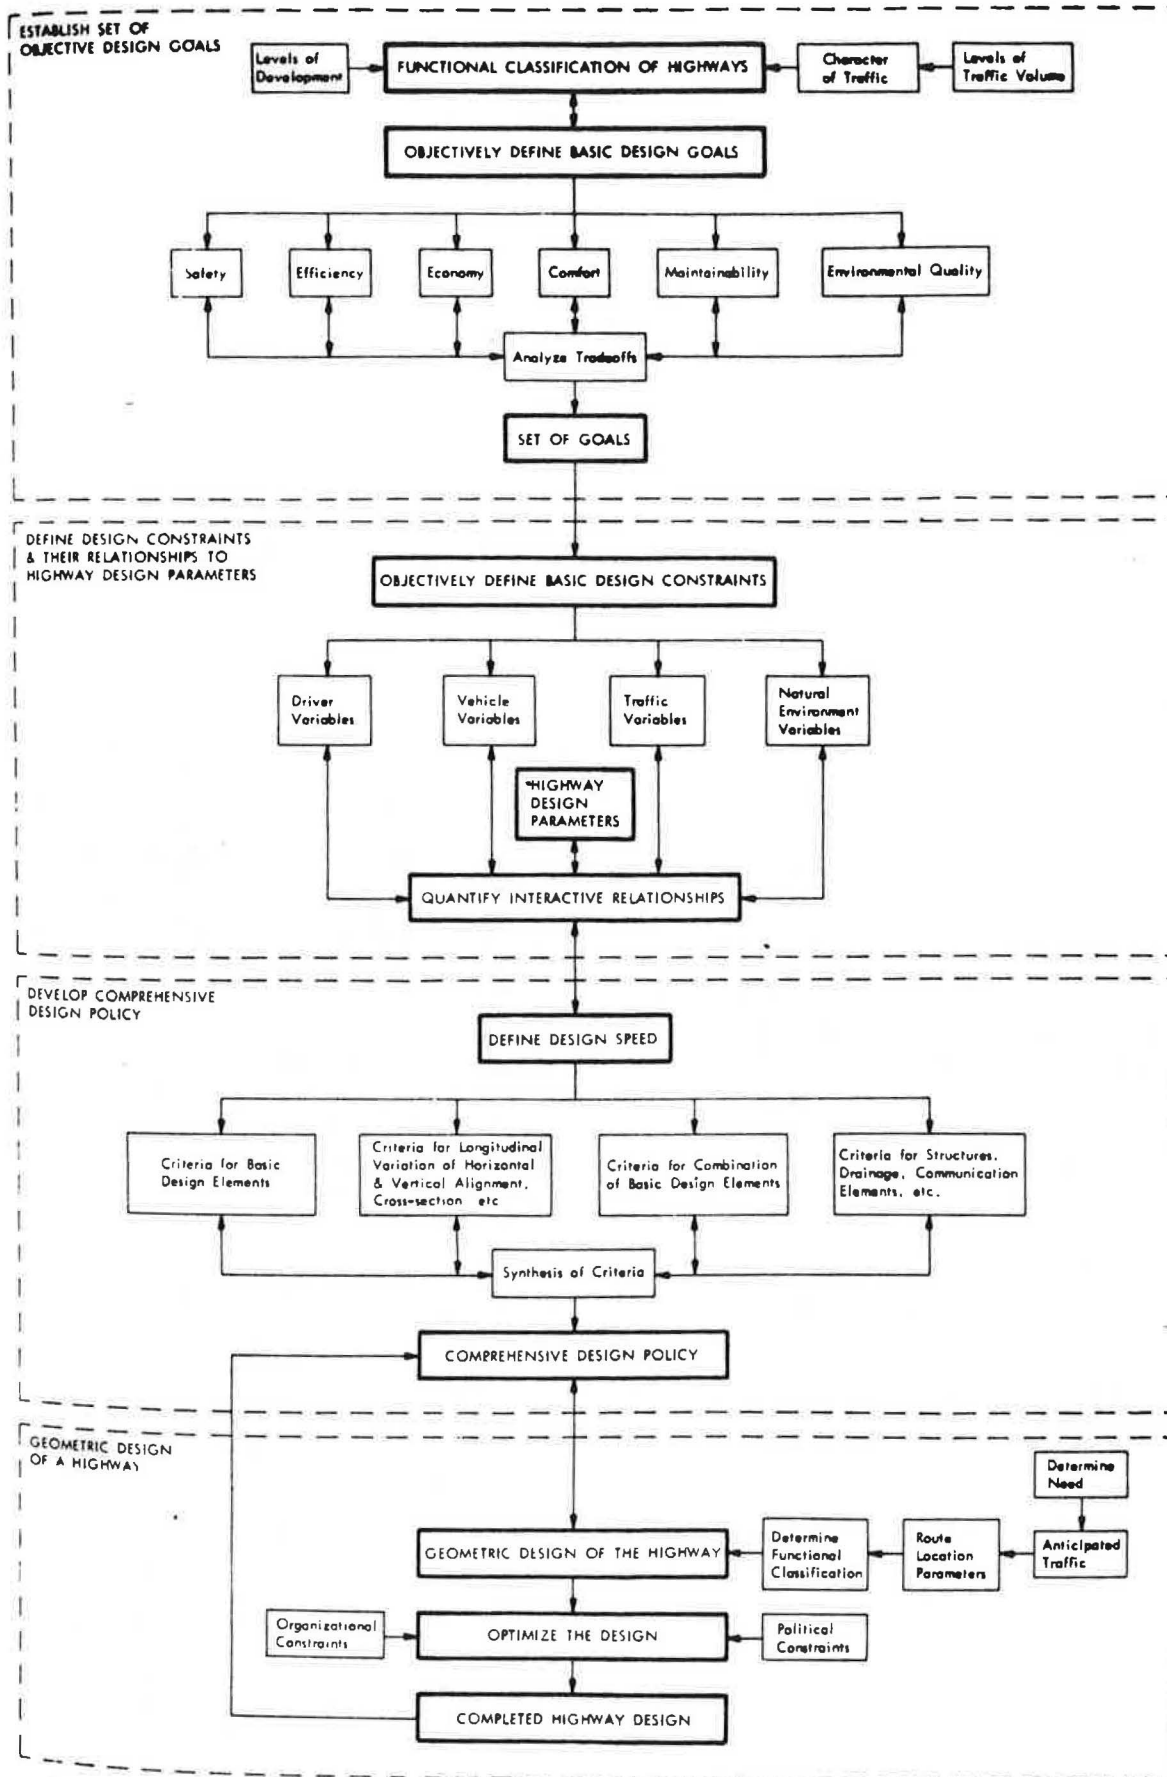 ESTABLISH SET OF
OBJECTIVE DESIGN GOALS
Levels of
Development
FUNCTIONAL CLASSIFICATION OF HIGHWAYS
Character
of Traffic
Levels of
Traffic Volume
OBJECTIVELY DEFINE BASIC DESIGN GOALS
Safety
Efficiency
Economy
Comfort
Maintainability
Environmental Quality
Analyze Tradeoffs
SET OF GOALS
DEFINE DESIGN CONSTRAINTS
& THEIR RELATIONSHIPS TO
HIGHWAY DESIGN PARAMETERS
OBJECTIVELY DEFINE BASIC DESIGN CONSTRAINTS
Driver
Variables
Vehicle
Variables
Traffic
Variables
Natural
Environment
Variables
HIGHWAY
DESIGN
PARAMETERS
QUANTIFY INTERACTIVE RELATIONSHIPS
DEVELOP COMPREHENSIVE
DESIGN POLICY
DEFINE DESIGN SPEED
Criteria for Basic
Design Elements
Criteria for Longitudinal
Variation of Horizontal
& Vertical Alignment,
Cross-section etc
Criteria for Combination
of Basic Design Elements
Criteria for Structures,
Drainage, Communication
Elements, etc.
Synthesis of Criteria
COMPREHENSIVE DESIGN POLICY
GEOMETRIC DESIGN
OF A HIGHWAY
Determine
Need
GEOMETRIC DESIGN OF THE HIGHWAY
Determine
Functional
Classification
Route
Location
Parameters
Anticipated
Traffic
Organizational
Constraints
OPTIMIZE THE DESIGN
Political
Constraints
COMPLETED HIGHWAY DESIGN